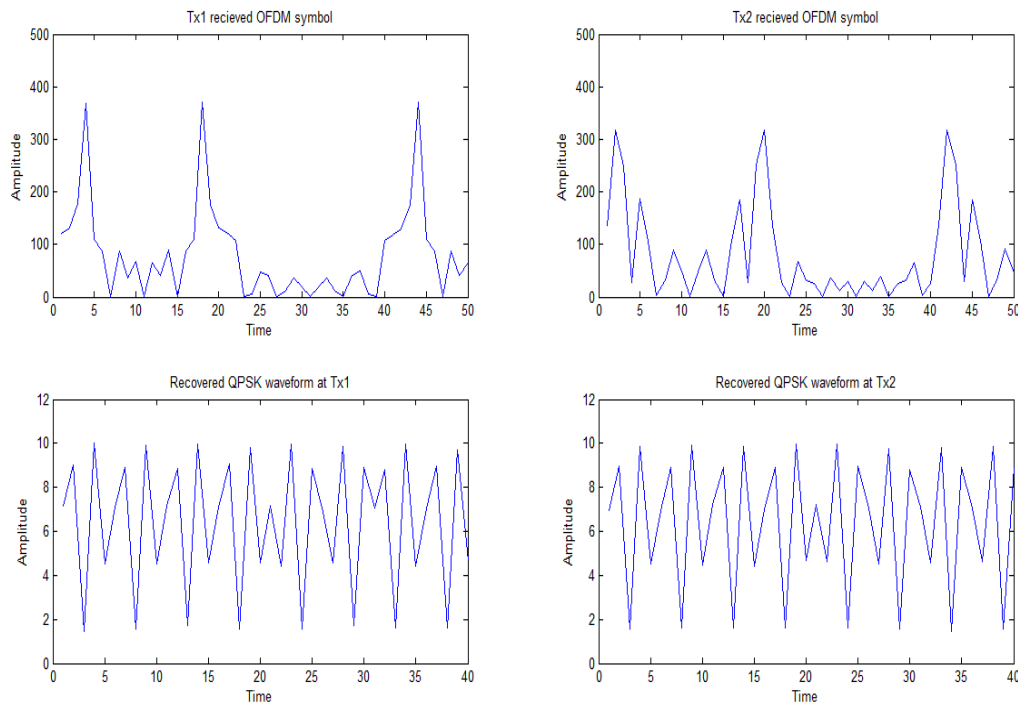 Tx1 recieved OFDM symbol
500
400
300
200
100
0
Amplitude
0 5 10 15 20 25 30 35 40 45 50
Time
Tx2 recieved OFDM symbol
500
400
300
200
100
0
Amplitude
0 5 10 15 20 25 30 35 40 45 50
Time
Recovered QPSK waveform at Tx1
12
10
8
6
4
2
0
Amplitude
0 5 10 15 20 25 30 35 40
Time
Recovered QPSK waveform at Tx2
12
10
8
6
4
2
0
Amplitude
0 5 10 15 20 25 30 35 40
Time